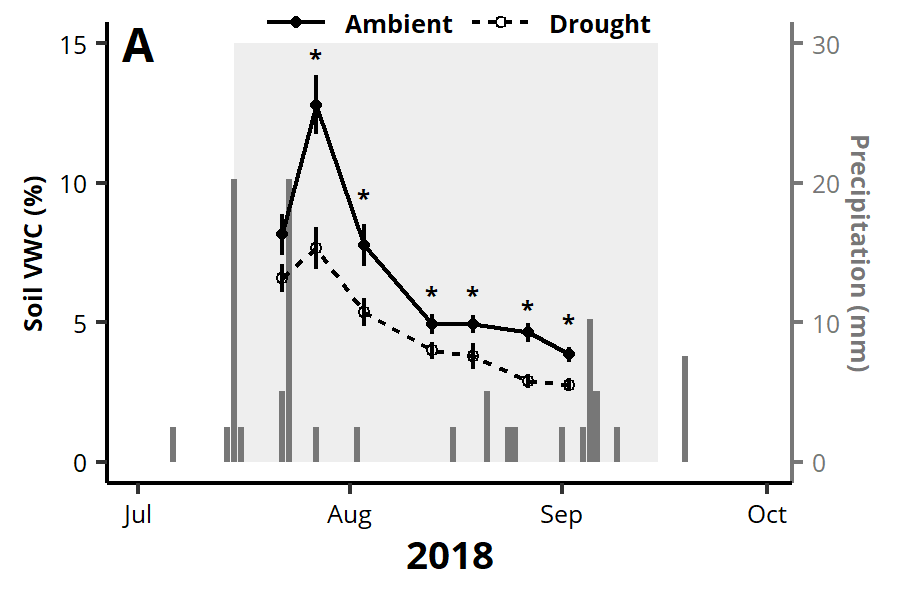 Ambient Drought
A
15
10
5
0
Soil VWC (%)
30
20
10
0
Precipitation (mm)
* * * * * * *
Jul Aug Sep Oct
2018